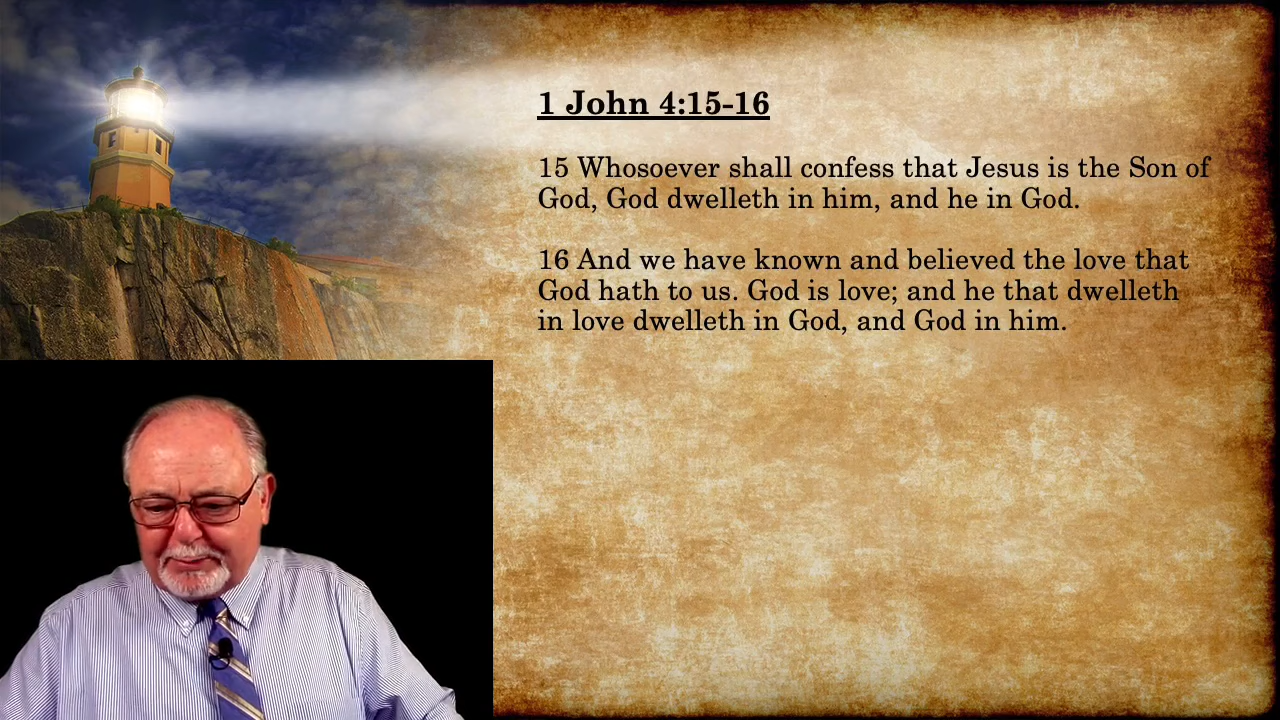 1 John 4:15-16
15 Whosoever shall confess that Jesus is the Son of
God, God dwelleth in him, and he in God.
16 And we have known and believed the love that
God hath to us. God is love; and he that dwelleth
in love dwelleth in God, and God in him.